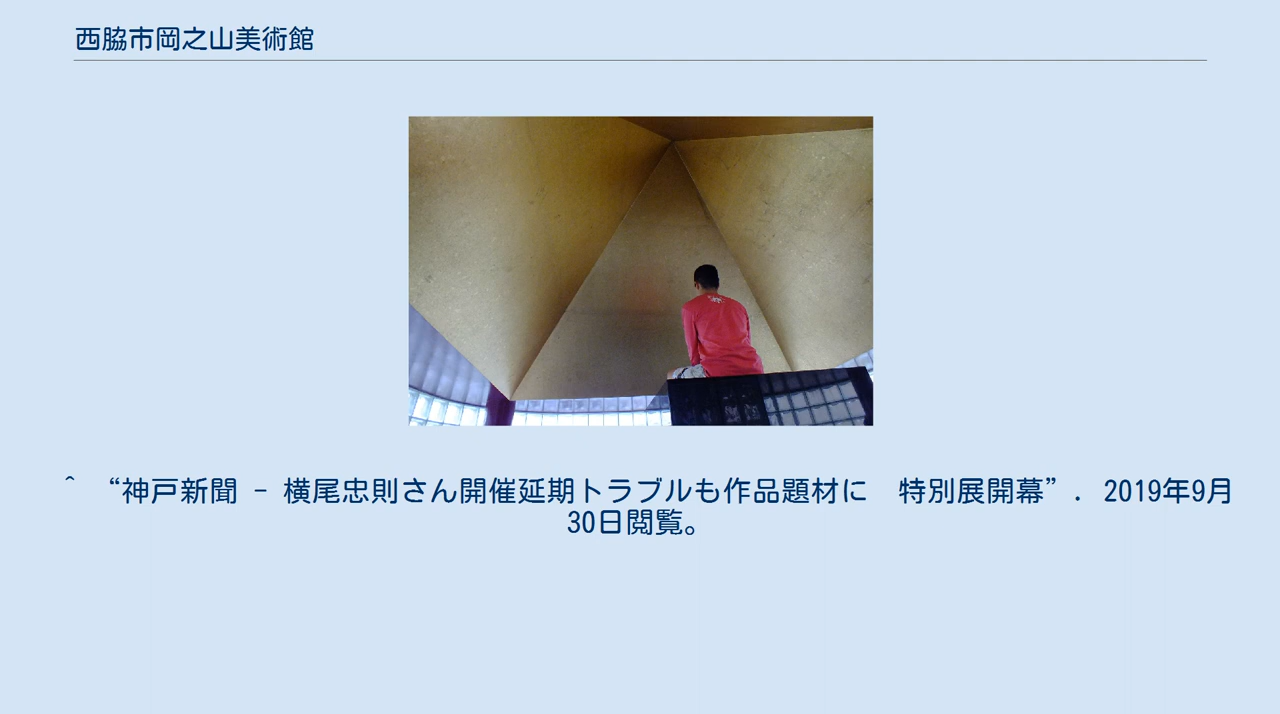 西脇市岡之山美術館
^ “神戸新聞 - 横尾忠則さん開催延期トラブルも作品題材に　特別展開幕”. 2019年9月
30日閲覧。